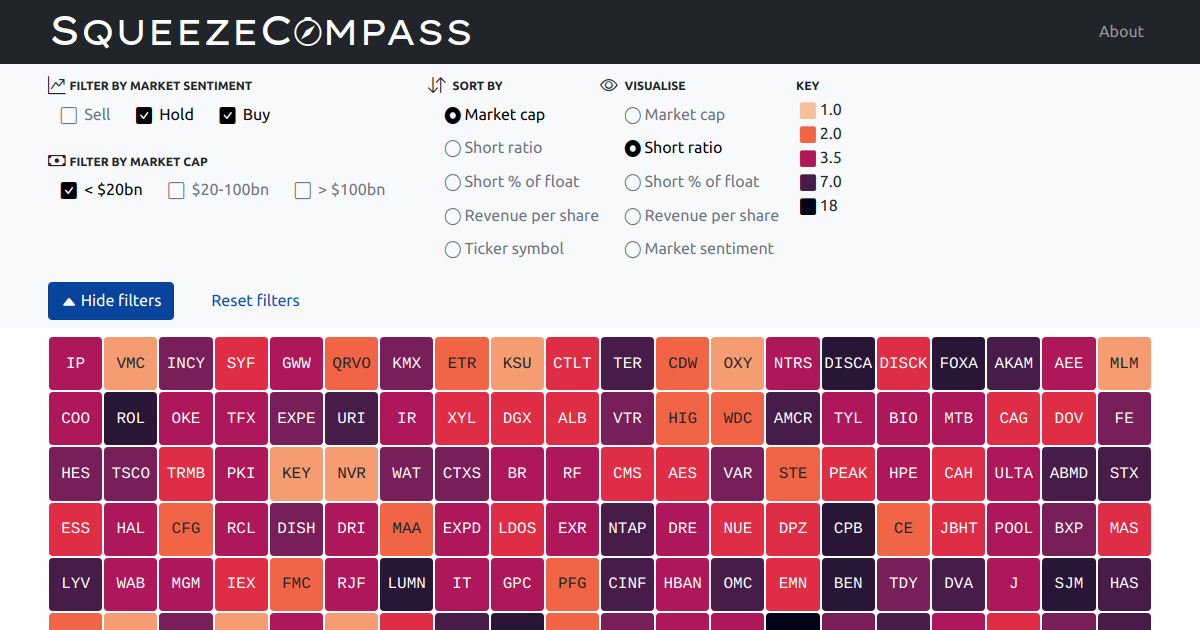 SQUEEZECOMPASS
About
FILTER BY MARKET SENTIMENT
Sell Hold Buy
FILTER BY MARKET CAP
< $20bn $20-100bn > $100bn
SORT BY
Market cap
Short ratio
Short % of float
Revenue per share
Ticker symbol
VISUALISE
Market cap
Short ratio
Short % of float
Revenue per share
Market sentiment
KEY
1.0
2.0
3.5
7.0
18
Hide filters Reset filters
IP VMC INCY SYF GWW QRVO KMX ETR KSU CTLT TER CDW OXY NTRS DISCA DISCK FOXA AKAM AEE MLM
COO ROL OKE TFX EXPE URI IR XYL DGX ALB VTR HIG WDC AMCR TYL BIO MTB CAG DOV FE
HES TSCO TRMB PKI KEY NVR WAT CTXS BR RF CMS AES VAR STE PEAK HPE CAH ULTA ABMD STX
ESS HAL CFG RCL DISH DRI MAA EXPD LDOS EXR NTAP DRE NUE DPZ CPB CE JBHT POOL BXP MAS
LYV WAB MGM IEX FMC RJF LUMN IT GPC PFG CINF HBAN OMC EMN BEN TDY DVA J SJM HAS